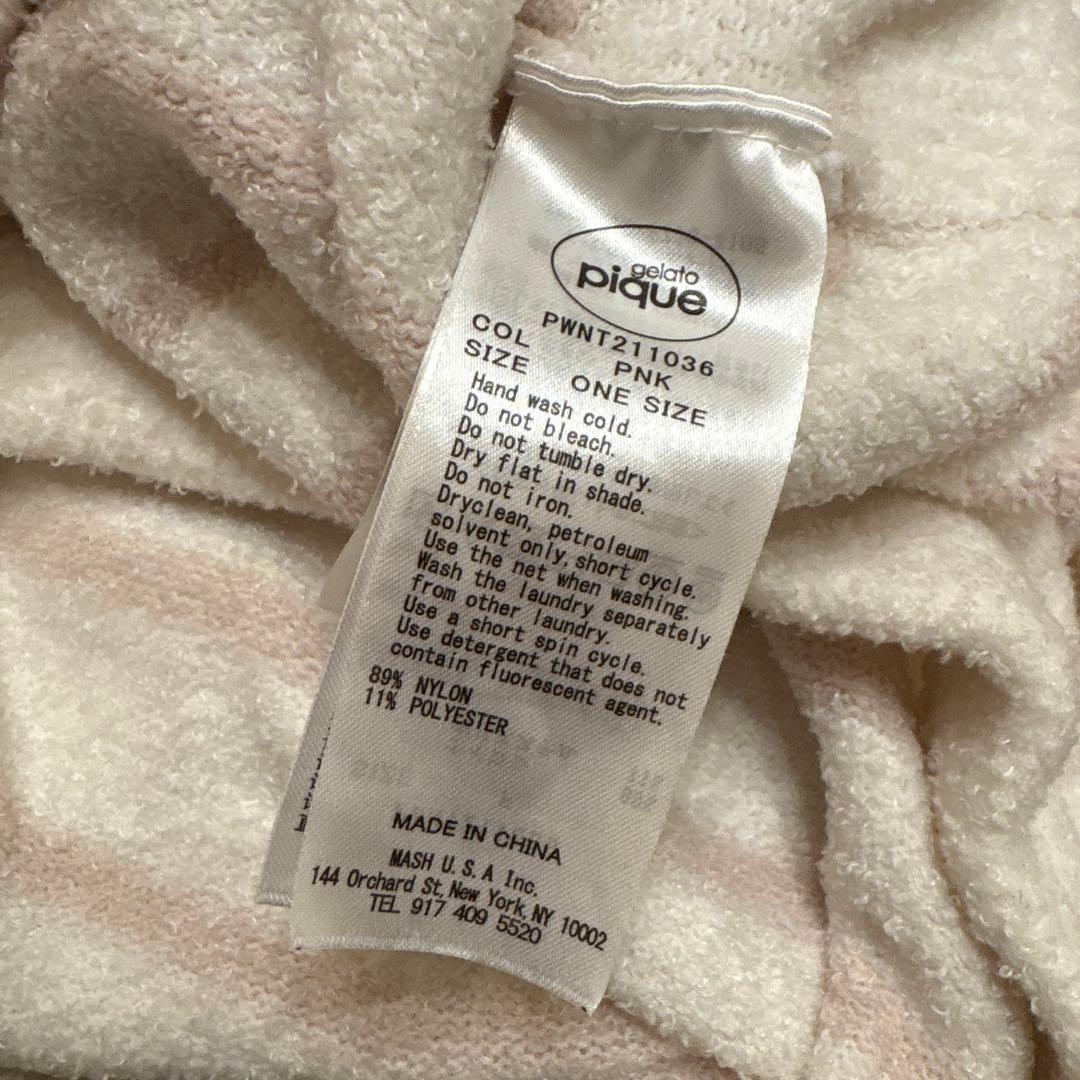 gelato
pique
PWNT211036
COL PNK
SIZE ONE SIZE
Hand wash cold.
Do not bleach.
Do not tumble dry.
Dry flat in shade.
Do not iron.
Dryclean, petroleum
solvent only, short cycle.
Use the net when washing.
Wash the laundry separately
from other laundry.
Use a short spin cycle.
Use detergent that does not
contain fluorescent agent.
89% NYLON
11% POLYESTER
MADE IN CHINA
MASH U.S.A Inc.
144 Orchard St, New York, NY 10002
TEL 917 409 5520